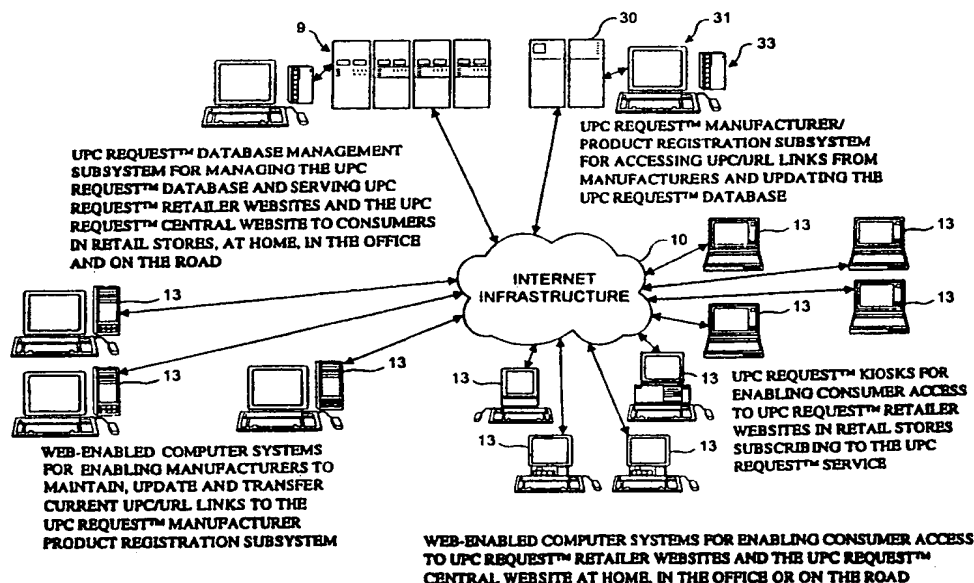 9
30
31
33
UPC REQUEST™ DATABASE MANAGEMENT
SUBSYSTEM FOR MANAGING THE UPC
REQUEST™ DATABASE AND SERVING UPC
REQUEST™ RETAILER WEBSITES AND THE UPC
REQUEST™ CENTRAL WEBSITE TO CONSUMERS
IN RETAIL STORES, AT HOME, IN THE OFFICE
AND ON THE ROAD
UPC REQUEST™ MANUFACTURER/
PRODUCT REGISTRATION SUBSYSTEM
FOR ACCESSING UPC/URL LINKS FROM
MANUFACTURERS AND UPDATING THE
UPC REQUEST™ DATABASE
10
INTERNET
INFRASTRUCTURE
13
13
13
13
13
13
13
WEB-ENABLED COMPUTER SYSTEMS
FOR ENABLING MANUFACTURERS TO
MAINTAIN, UPDATE AND TRANSFER
CURRENT UPC/URL LINKS TO THE
UPC REQUEST™ MANUFACTURER
PRODUCT REGISTRATION SUBSYSTEM
13
13
13
13
UPC REQUEST™ KIOSKS FOR
ENABLING CONSUMER ACCESS
TO UPC REQUEST™ RETAILER
WEBSITES IN RETAIL STORES
SUBSCRIBING TO THE UPC
REQUEST™ SERVICE
WEB-ENABLED COMPUTER SYSTEMS FOR ENABLING CONSUMER ACCESS
TO UPC REQUEST™ RETAILER WEBSITES AND THE UPC REQUEST™
CENTRAL WEBSITE AT HOME, IN THE OFFICE OR ON THE ROAD